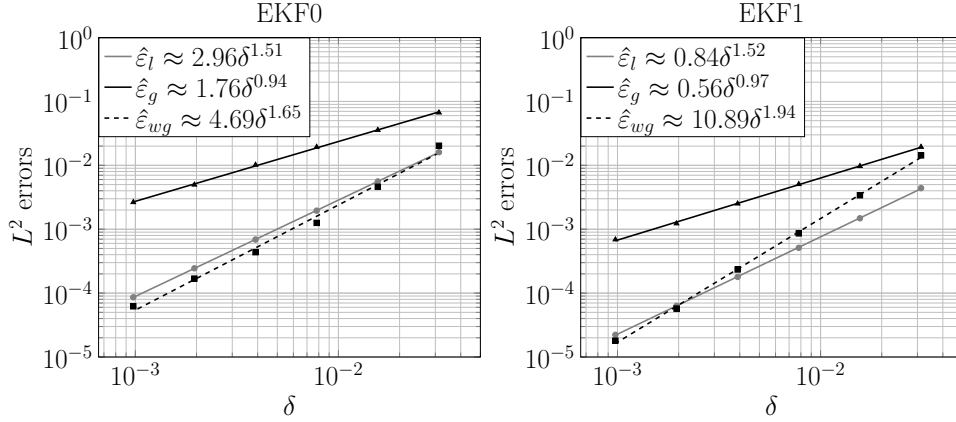 EKF0
ε̂_l ≈ 2.96δ^1.51
ε̂_g ≈ 1.76δ^0.94
ε̂_wg ≈ 4.69δ^1.65
10^0
10^−1
10^−2
10^−3
10^−4
10^−5
L^2 errors
10^−3 10^−2
δ
EKF1
ε̂_l ≈ 0.84δ^1.52
ε̂_g ≈ 0.56δ^0.97
ε̂_wg ≈ 10.89δ^1.94
10^0
10^−1
10^−2
10^−3
10^−4
10^−5
L^2 errors
10^−3 10^−2
δ